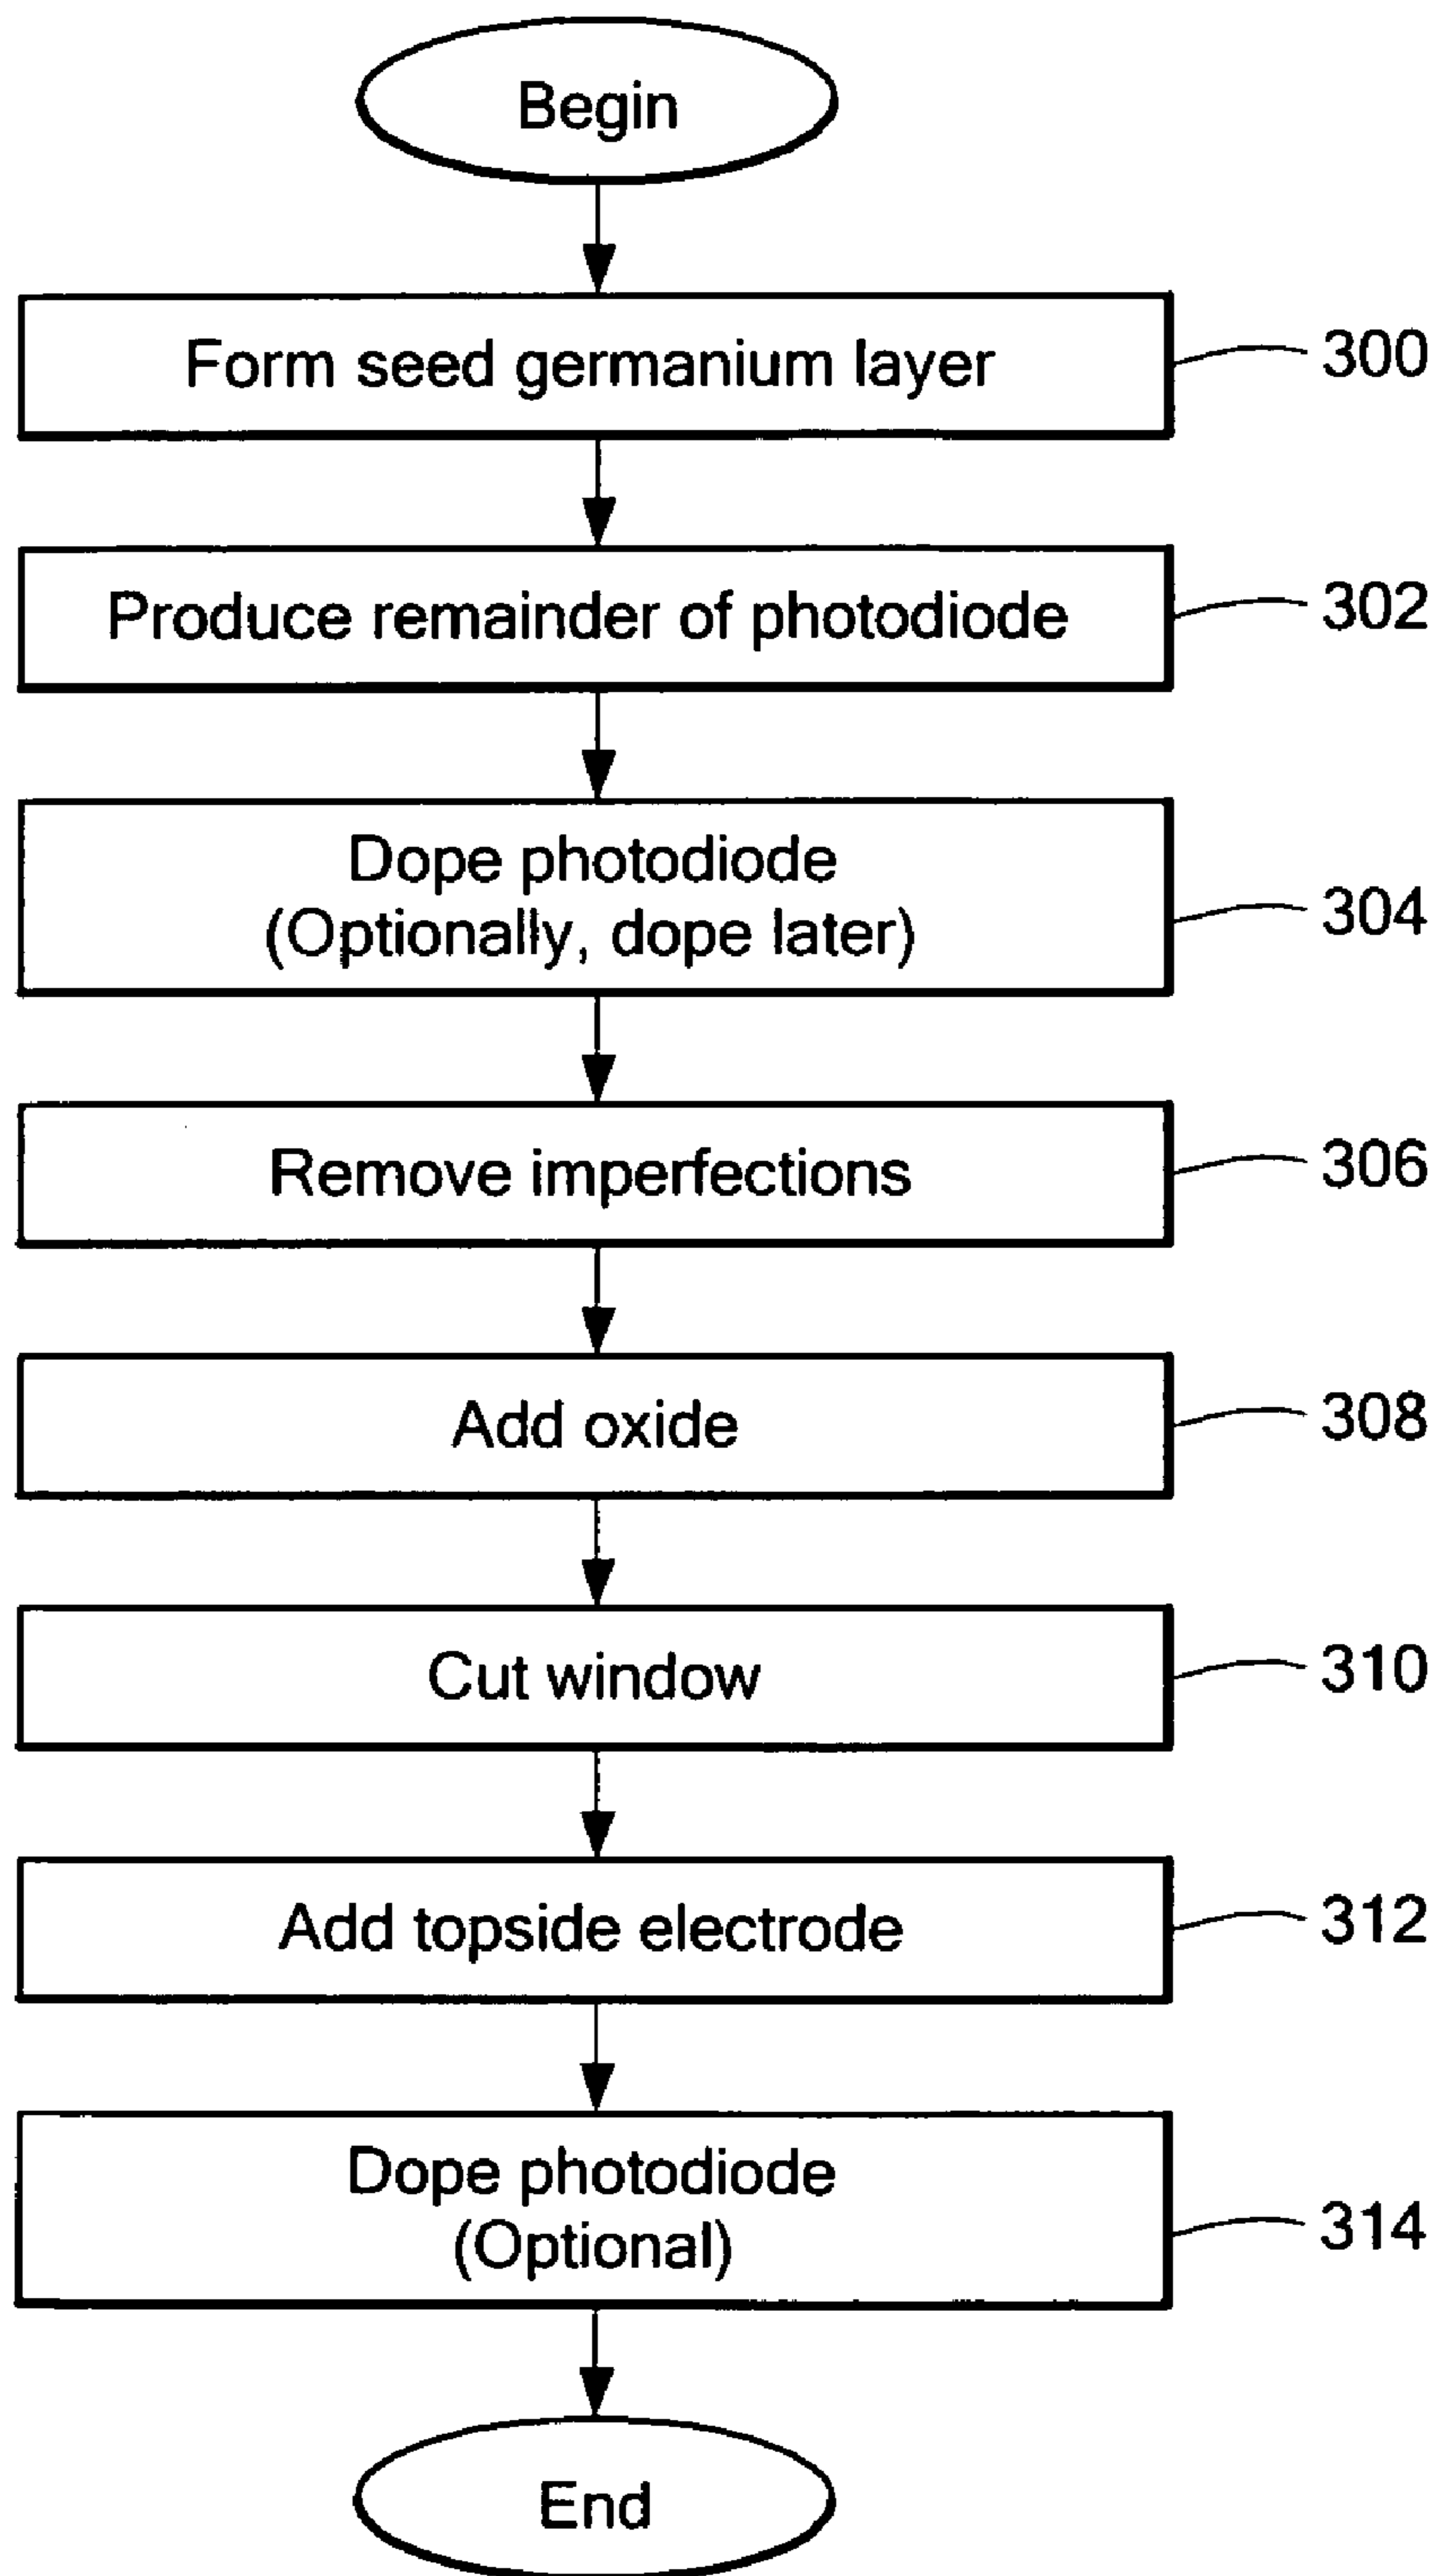 Begin
Form seed germanium layer
300
Produce remainder of photodiode
302
Dope photodiode
(Optionally, dope later)
304
Remove imperfections
306
Add oxide
308
Cut window
310
Add topside electrode
312
Dope photodiode
(Optional)
314
End